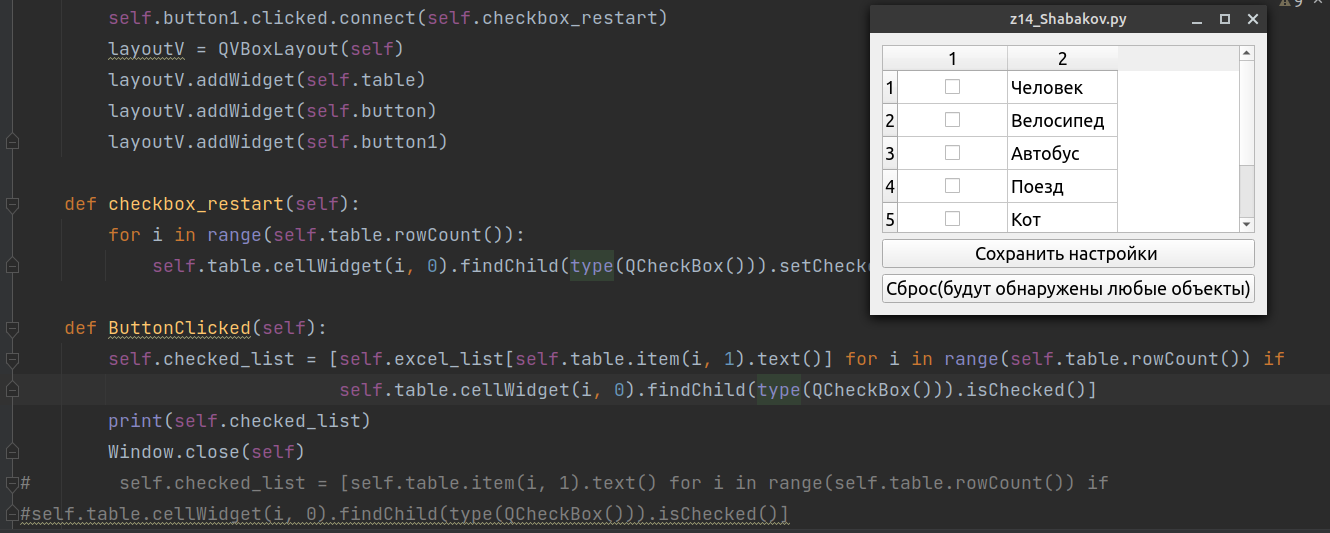 self.button1.clicked.connect(self.checkbox_restart)
layoutV = QVBoxLayout(self)
layoutV.addWidget(self.table)
layoutV.addWidget(self.button)
layoutV.addWidget(self.button1)
def checkbox_restart(self):
for i in range(self.table.rowCount()):
self.table.cellWidget(i, 0).findChild(type(QCheckBox())).setChecke
def ButtonClicked(self):
self.checked_list = [self.excel_list[self.table.item(i, 1).text()] for i in range(self.table.rowCount()) if
self.table.cellWidget(i, 0).findChild(type(QCheckBox())).isChecked()]
print(self.checked_list)
Window.close(self)
# self.checked_list = [self.table.item(i, 1).text() for i in range(self.table.rowCount()) if
#self.table.cellWidget(i, 0).findChild(type(QCheckBox())).isChecked()]
9
z14_Shabakov.py
1 2
1 Человек
2 Велосипед
3 Автобус
4 Поезд
5 Кот
Сохранить настройки
Сброс(будут обнаружены любые объекты)